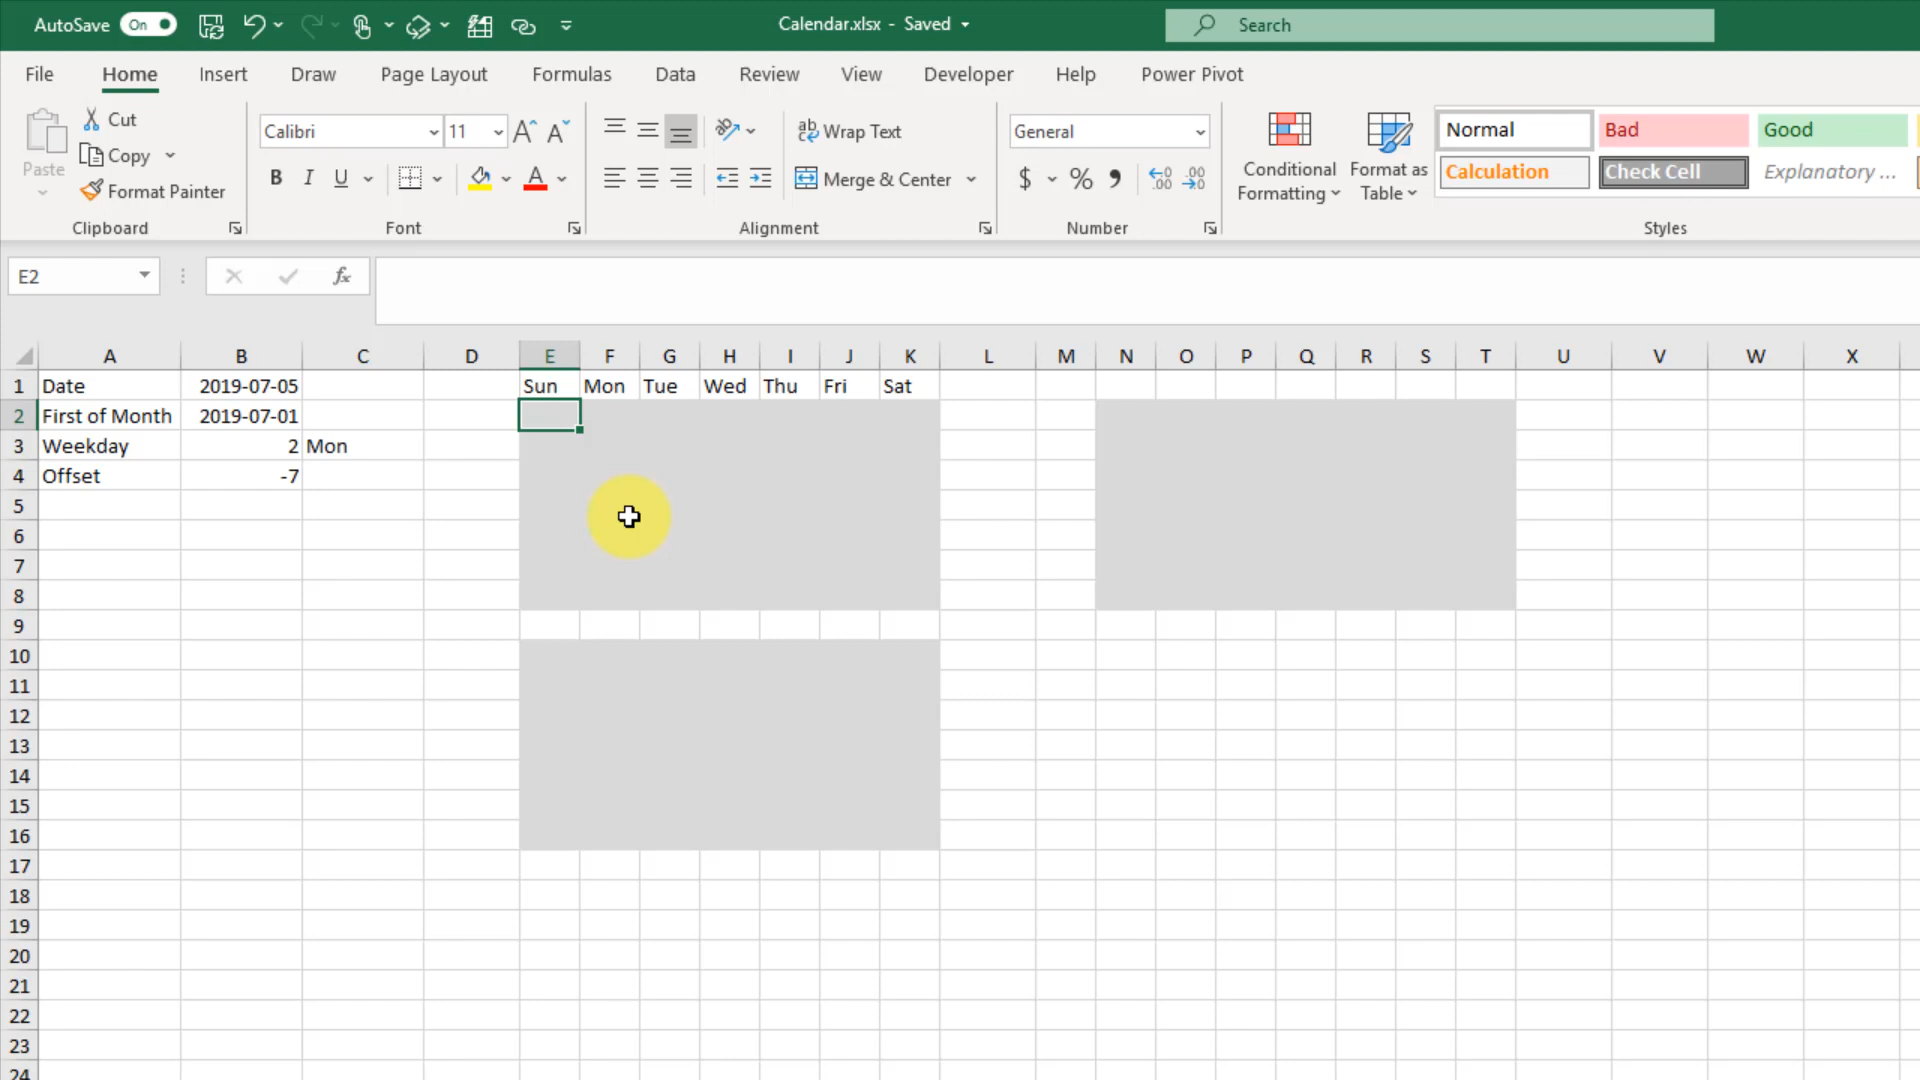 AutoSave On Calendar.xlsx - Saved Search
File Home Insert Draw Page Layout Formulas Data Review View Developer Help Power Pivot
Paste
Cut
Copy
Format Painter
Clipboard
Calibri 11
B I U A
Font
ab Wrap Text
Merge & Center
Alignment
General
$ % 9
Number
Conditional Formatting
Format as Table
Normal Bad Good
Calculation Check Cell Explanatory ...
Styles
E2 fx
A B C D E F G H I J K L M N O P Q R S T U V W X
1 Date 2019-07-05 Sun Mon Tue Wed Thu Fri Sat
2 First of Month 2019-07-01
3 Weekday 2 Mon
4 Offset -7
5
6
7
8
9
10
11
12
13
14
15
16
17
18
19
20
21
22
23
24